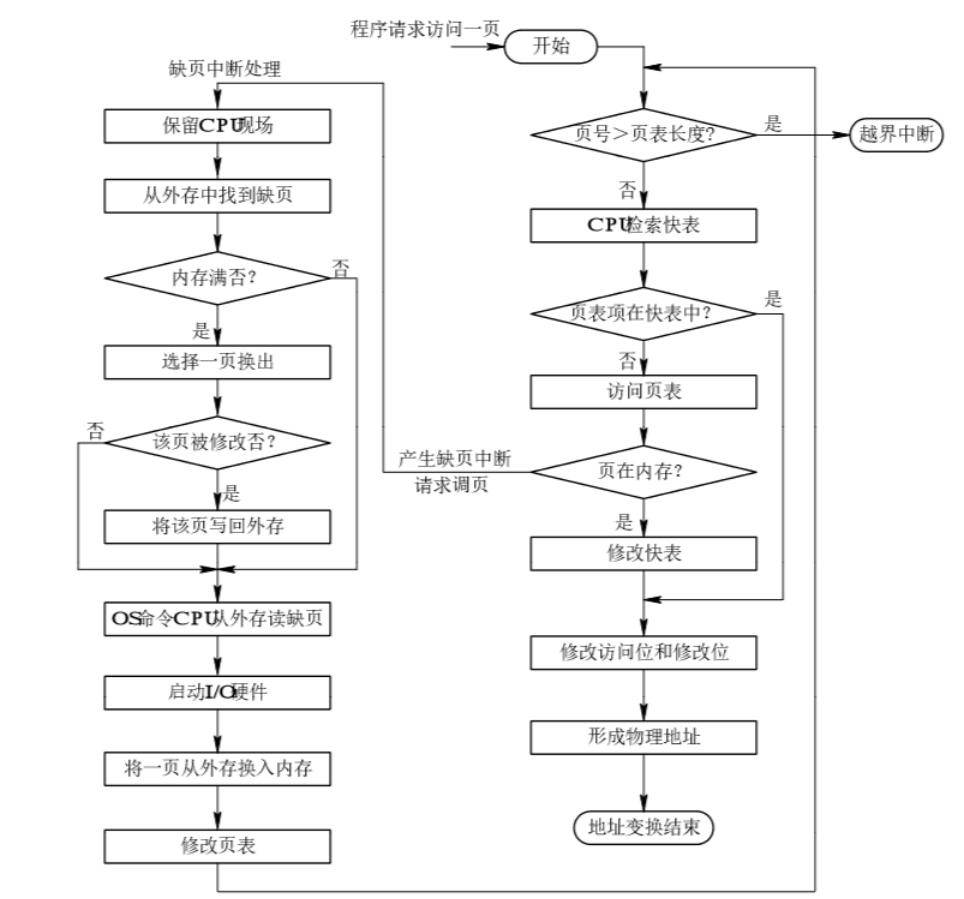 程序请求访问一页
开始
缺页中断处理
保留CPU现场
页号＞页表长度?
是
越界中断
从外存中找到缺页
否
CPU检索快表
内存满否?
否
是
页表项在快表中?
是
选择一页换出
否
访问页表
否
该页被修改否?
产生缺页中断
请求调页
页在内存?
是
将该页写回外存
是
修改快表
OS命令CPU从外存读缺页
修改访问位和修改位
启动I/O硬件
形成物理地址
将一页从外存换入内存
地址变换结束
修改页表